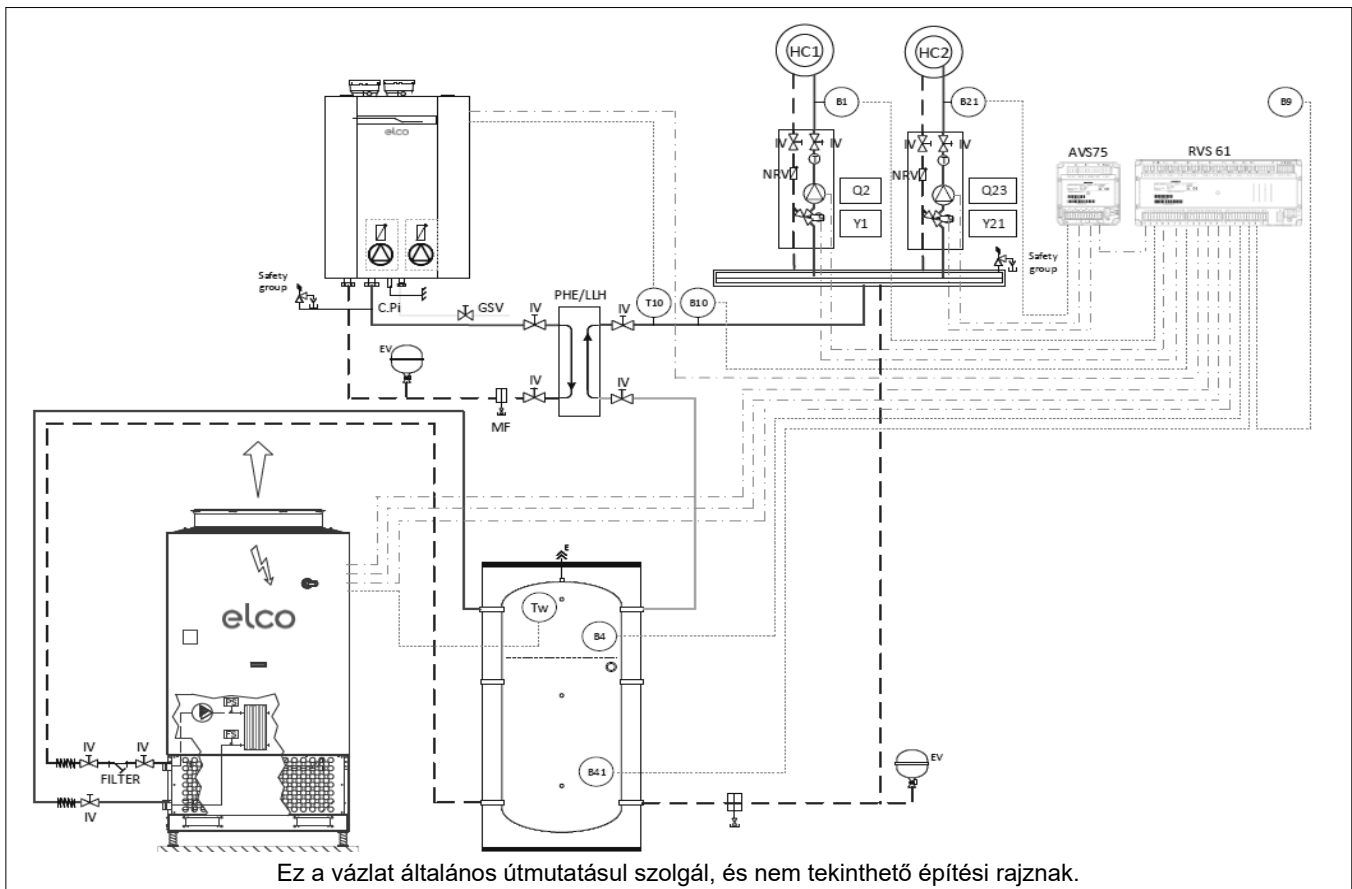 HC1
HC2
B1
B21
B9
elco
IV
IV
IV
IV
AVS75
RVS 61
NRV
NRV
Q2
Q23
Y1
Y21
Safety
group
Safety
group
PHE/LLH
C.Pi
GSV
IV
IV
T10
B10
EV
IV
IV
MF
E
elco
Tw
B4
PS
FS
IV
IV
FILTER
IV
B41
EV
Ez a vázlat általános útmutatásul szolgál, és nem tekinthető építési rajznak.